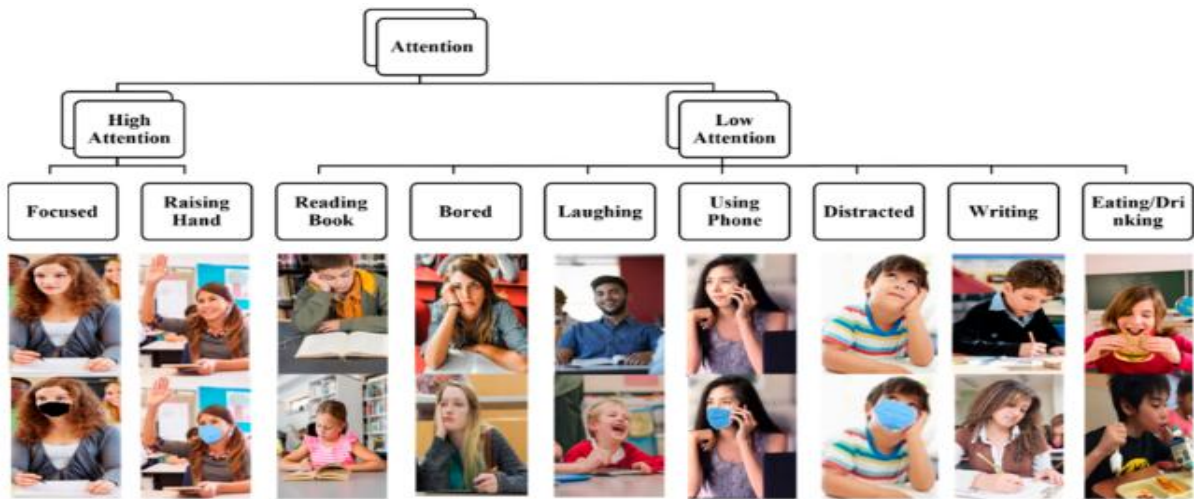 Attention
High
Attention
Low
Attention
Focused
Raising
Hand
Reading
Book
Bored
Laughing
Using
Phone
Distracted
Writing
Eating/Dri
nking